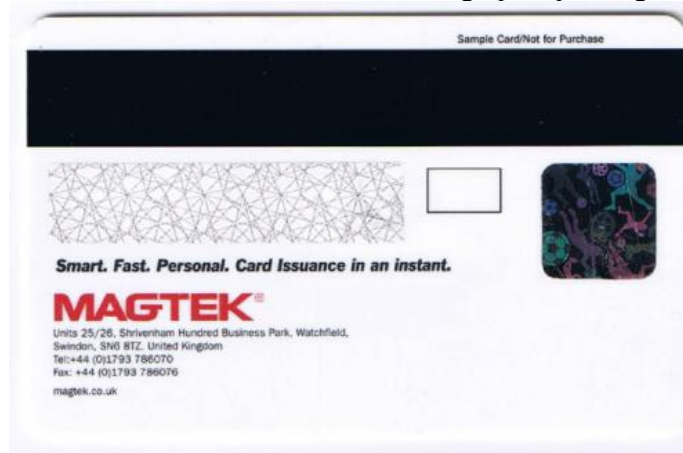 Sample Card/Not for Purchase
Smart. Fast. Personal. Card Issuance in an instant.
MAGTEK®
Units 25/26, Shrivenham Hundred Business Park, Watchfield,
Swindon, SN6 8TZ. United Kingdom
Tel:+44 (0)1793 786070
Fax: +44 (0)1793 786076
magtek.co.uk